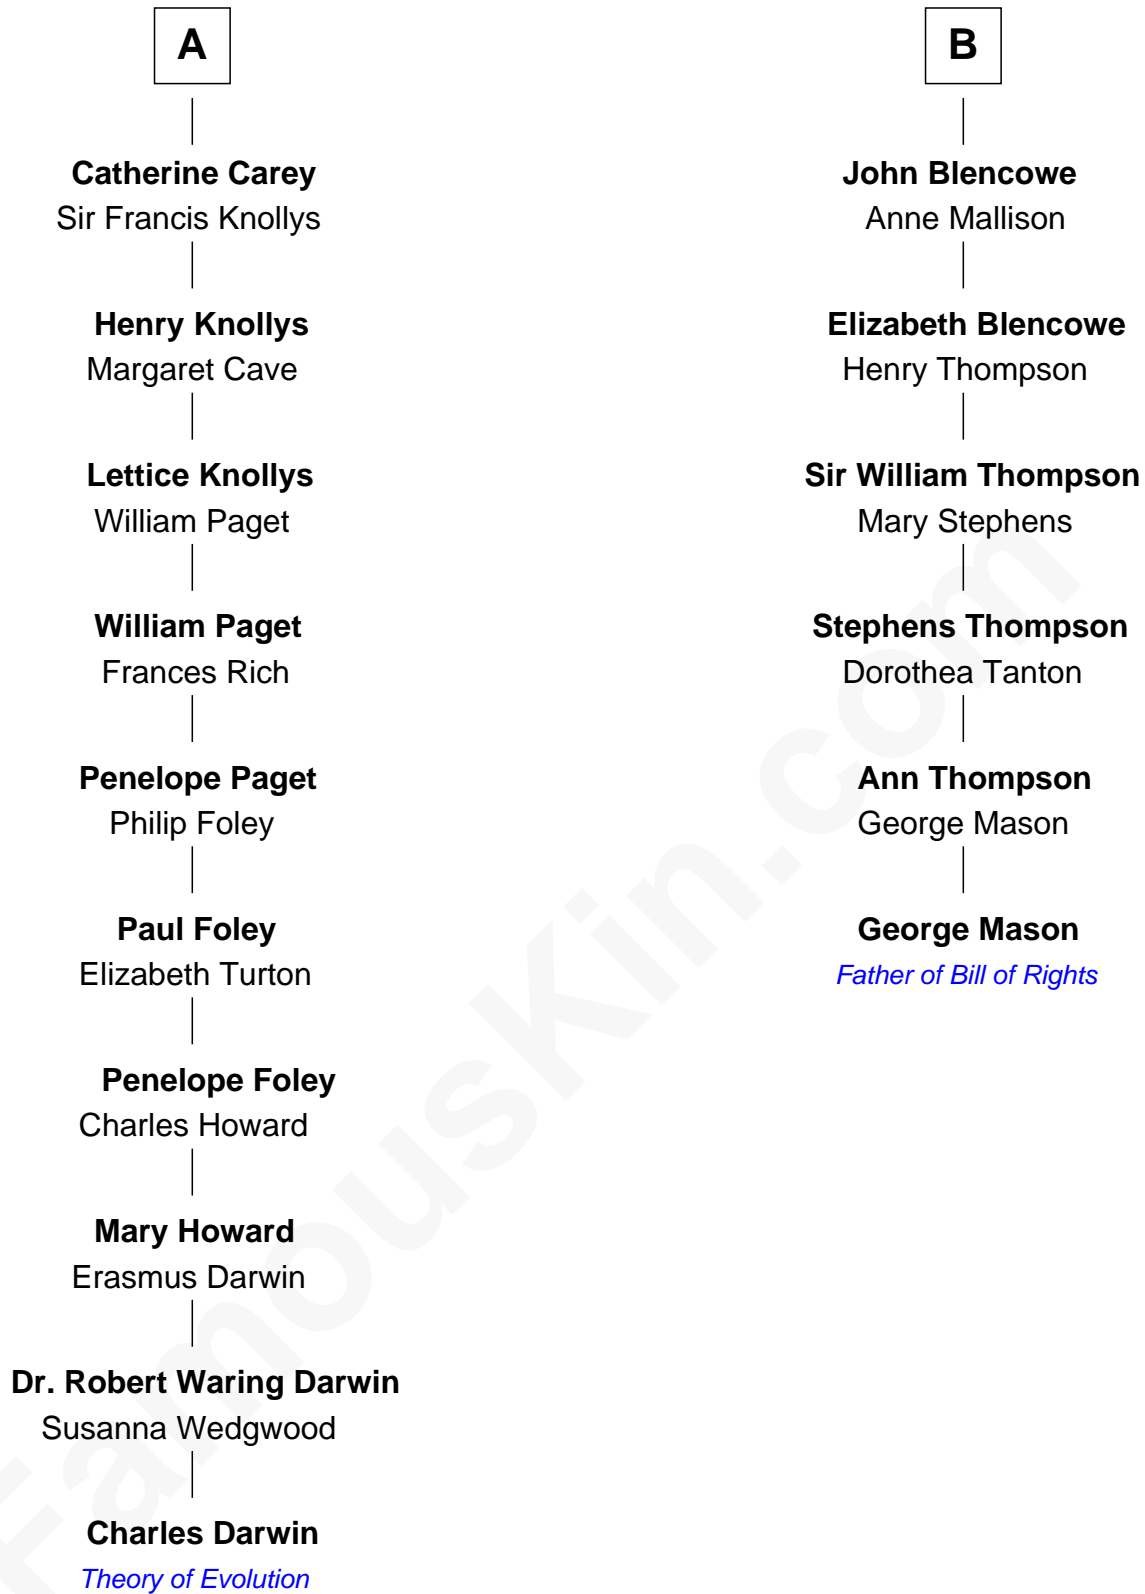 A
Catherine Carey
Sir Francis Knollys
Henry Knollys
Margaret Cave
Lettice Knollys
William Paget
William Paget
Frances Rich
Penelope Paget
Philip Foley
Paul Foley
Elizabeth Turton
Penelope Foley
Charles Howard
Mary Howard
Erasmus Darwin
Dr. Robert Waring Darwin
Susanna Wedgwood
Charles Darwin
Theory of Evolution
B
John Blencowe
Anne Mallison
Elizabeth Blencowe
Henry Thompson
Sir William Thompson
Mary Stephens
Stephens Thompson
Dorothea Tanton
Ann Thompson
George Mason
George Mason
Father of Bill of Rights
FamousKin.com